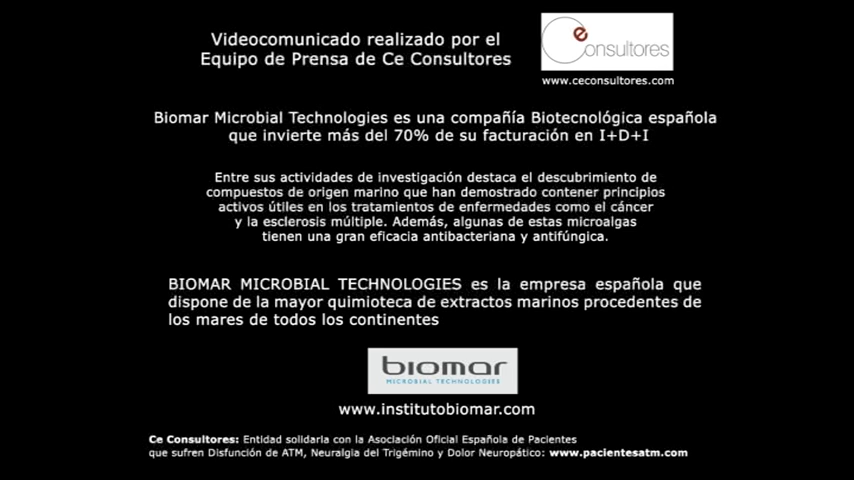 Videocomunicado realizado por el
Equipo de Prensa de Ce Consultores
Ce Consultores
www.ceconsultores.com
Biomar Microbial Technologies es una compañía Biotecnológica española
que invierte más del 70% de su facturación en I+D+I
Entre sus actividades de investigación destaca el descubrimiento de
compuestos de origen marino que han demostrado contener principios
activos útiles en los tratamientos de enfermedades como el cáncer
y la esclerosis múltiple. Además, algunas de estas microalgas
tienen una gran eficacia antibacteriana y antifúngica.
BIOMAR MICROBIAL TECHNOLOGIES es la empresa española que
dispone de la mayor quimioteca de extractos marinos procedentes de
los mares de todos los continentes
biomar
MICROBIAL TECHNOLOGIES
www.institutobiomar.com
Ce Consultores: Entidad solidaria con la Asociación Oficial Española de Pacientes
que sufren Disfunción de ATM, Neuralgia del Trigémino y Dolor Neuropático: www.pacientesatm.com